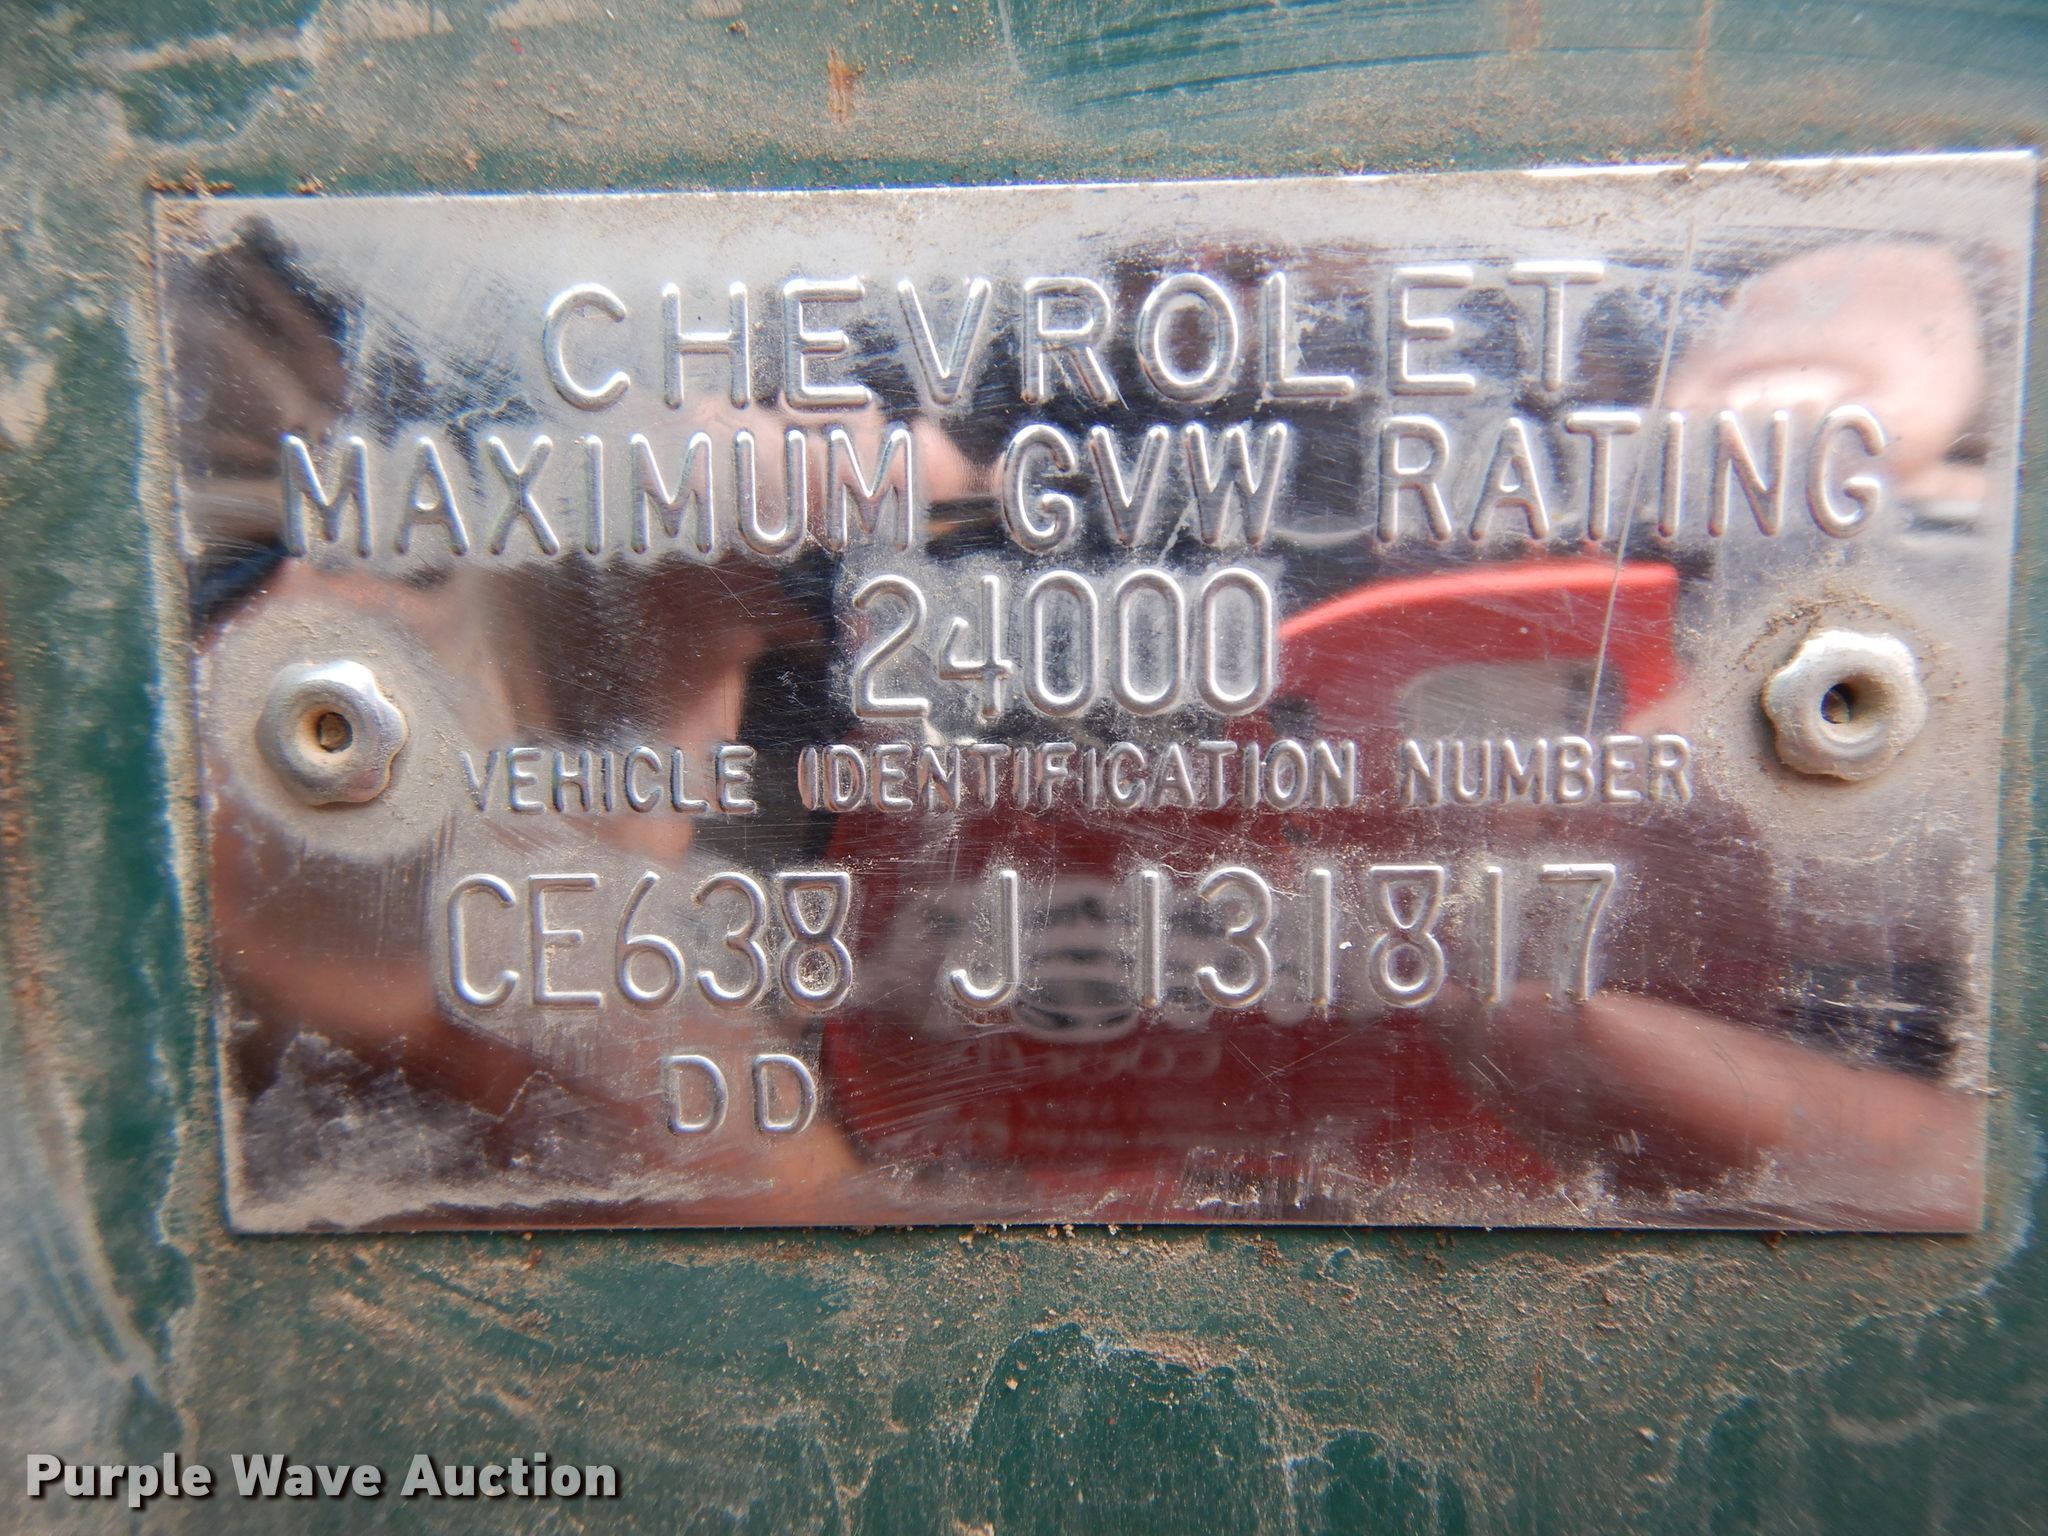 CHEVROLET
MAXIMUM GVW RATING
24000
VEHICLE IDENTIFICATION NUMBER
CE638 J 131817
DD
Purple Wave Auction